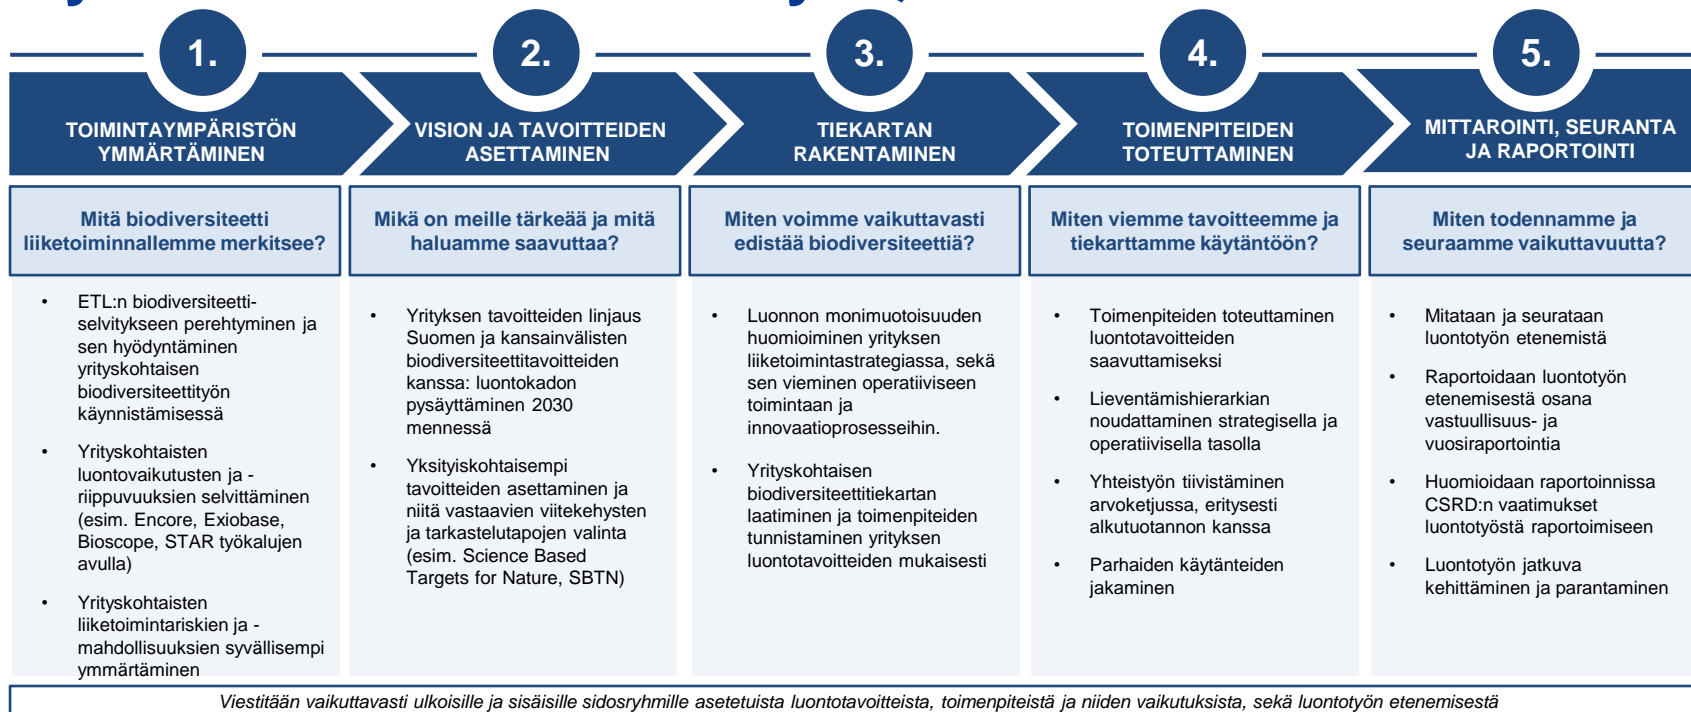 1.
TOIMINTAYMPÄRISTÖN
YMMÄRTÄMINEN
Mitä biodiversiteetti
liiketoiminnallemme merkitsee?
• ETL:n biodiversiteetti-
selvitykseen perehtyminen ja
sen hyödyntäminen
yrityskohtaisen
biodiversiteettityön
käynnistämisessä
• Yrityskohtaisten
luontovaikutusten ja -
riippuvuuksien selvittäminen
(esim. Encore, Exiobase,
Bioscope, STAR työkalujen
avulla)
• Yrityskohtaisten
liiketoimintariskien ja -
mahdollisuuksien syvällisempi
ymmärtäminen
2.
VISION JA TAVOITTEIDEN
ASETTAMINEN
Mikä on meille tärkeää ja mitä
haluamme saavuttaa?
• Yrityksen tavoitteiden linjaus
Suomen ja kansainvälisten
biodiversiteettitavoitteiden
kanssa: luontokadon
pysäyttäminen 2030
mennessä
• Yksityiskohtaisempi
tavoitteiden asettaminen ja
niitä vastaavien viitekehysten
ja tarkastelutapojen valinta
(esim. Science Based
Targets for Nature, SBTN)
3.
TIEKARTAN
RAKENTAMINEN
Miten voimme vaikuttavasti
edistää biodiversiteettiä?
• Luonnon monimuotoisuuden
huomioiminen yrityksen
liiketoimintastrategiassa, sekä
sen vieminen operatiiviseen
toimintaan ja
innovaatioprosesseihin.
• Yrityskohtaisen
biodiversiteettitiekartan
laatiminen ja toimenpiteiden
tunnistaminen yrityksen
luontotavoitteiden mukaisesti
4.
TOIMENPITEIDEN
TOTEUTTAMINEN
Miten viemme tavoitteemme ja
tiekarttamme käytäntöön?
• Toimenpiteiden toteuttaminen
luontotavoitteiden
saavuttamiseksi
• Lieventämishierarkian
noudattaminen strategisella ja
operatiivisella tasolla
• Yhteistyön tiivistäminen
arvoketjussa, eritysesti
alkutuotannon kanssa
• Parhaiden käytänteiden
jakaminen
5.
MITTAROINTI, SEURANTA
JA RAPORTOINTI
Miten todennamme ja
seuraamme vaikuttavuutta?
• Mitataan ja seurataan
luontotyön etenemistä
• Raportoidaan luontotyön
etenemisestä osana
vastuullisuus- ja
vuosiraportointia
• Huomioidaan raportoinnissa
CSRD:n vaatimukset
luontotyöstä raportoimiseen
• Luontotyön jatkuva
kehittäminen ja parantaminen
Viestitään vaikuttavasti ulkoisille ja sisäisille sidosryhmille asetetuista luontotavoitteista, toimenpiteistä ja niiden vaikutuksista, sekä luontotyön etenemisestä